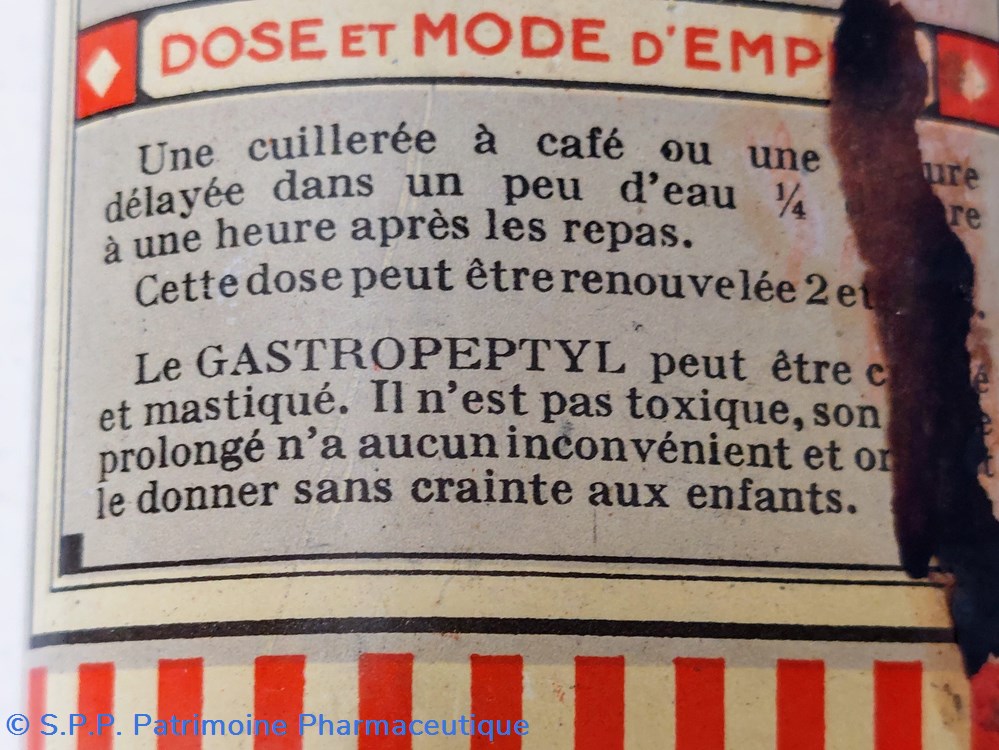 DOSE ET MODE D'EMP
Une cuillerée à café ou une
délayée dans un peu d'eau ¼
à une heure après les repas.
Cette dose peut être renouvelée 2 et
Le GASTROPEPTYL peut être
et mastiqué. Il n'est pas toxique, son
prolongé n'a aucun inconvénient et
le donner sans crainte aux enfants.
© S.P.P. Patrimoine Pharmaceutique